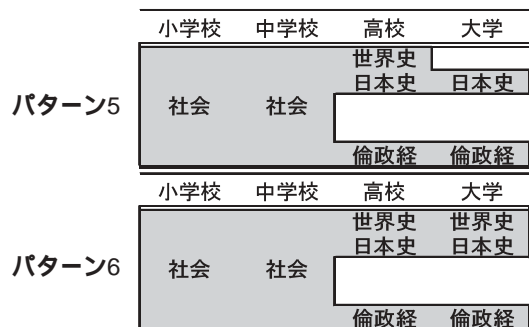 小学校 中学校 高校 大学
世界史
パターン5 社会 社会 日本史 日本史
倫政経 倫政経
小学校 中学校 高校 大学
世界史 世界史
日本史 日本史
パターン6 社会 社会
倫政経 倫政経